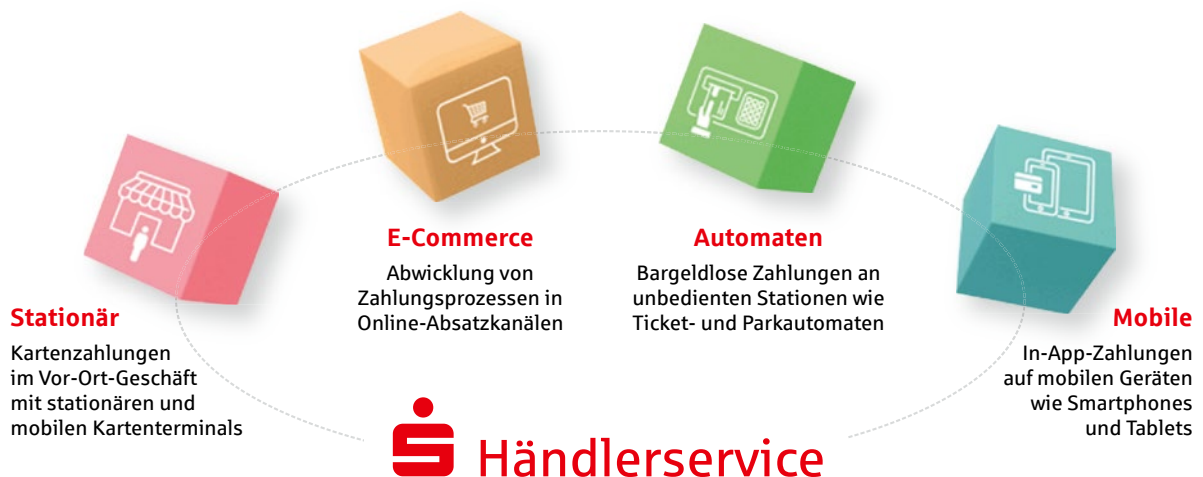 Stationär
Kartenzahlungen
im Vor-Ort-Geschäft
mit stationären und
mobilen Kartenterminals
E-Commerce
Abwicklung von
Zahlungsprozessen in
Online-Absatzkanälen
Automaten
Bargeldlose Zahlungen an
unbedienten Stationen wie
Ticket- und Parkautomaten
Mobile
In-App-Zahlungen
auf mobilen Geräten
wie Smartphones
und Tablets
Händlerservice